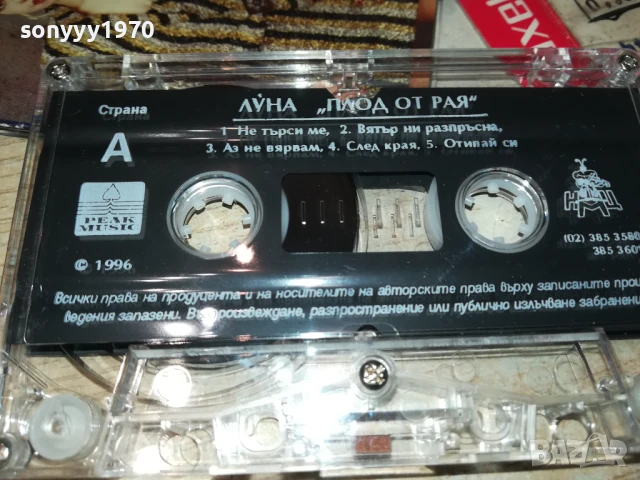 sonyyy1970
Страна
A
ЛУНА „ПЛОД ОТ РАЯ“
1. Не търси ме, 2. Вятър ни разпръсна,
3. Аз не вярвам, 4. След края, 5. Отивай си
PEAK
MUSIC
(02) 385 3580
385 360
© 1996
Всички права на продуцента и на носителите на авторските права върху записаните прои
ведения запазени. Възпроизвеждане, разпространение или публично излъчване забранен
BAZAR